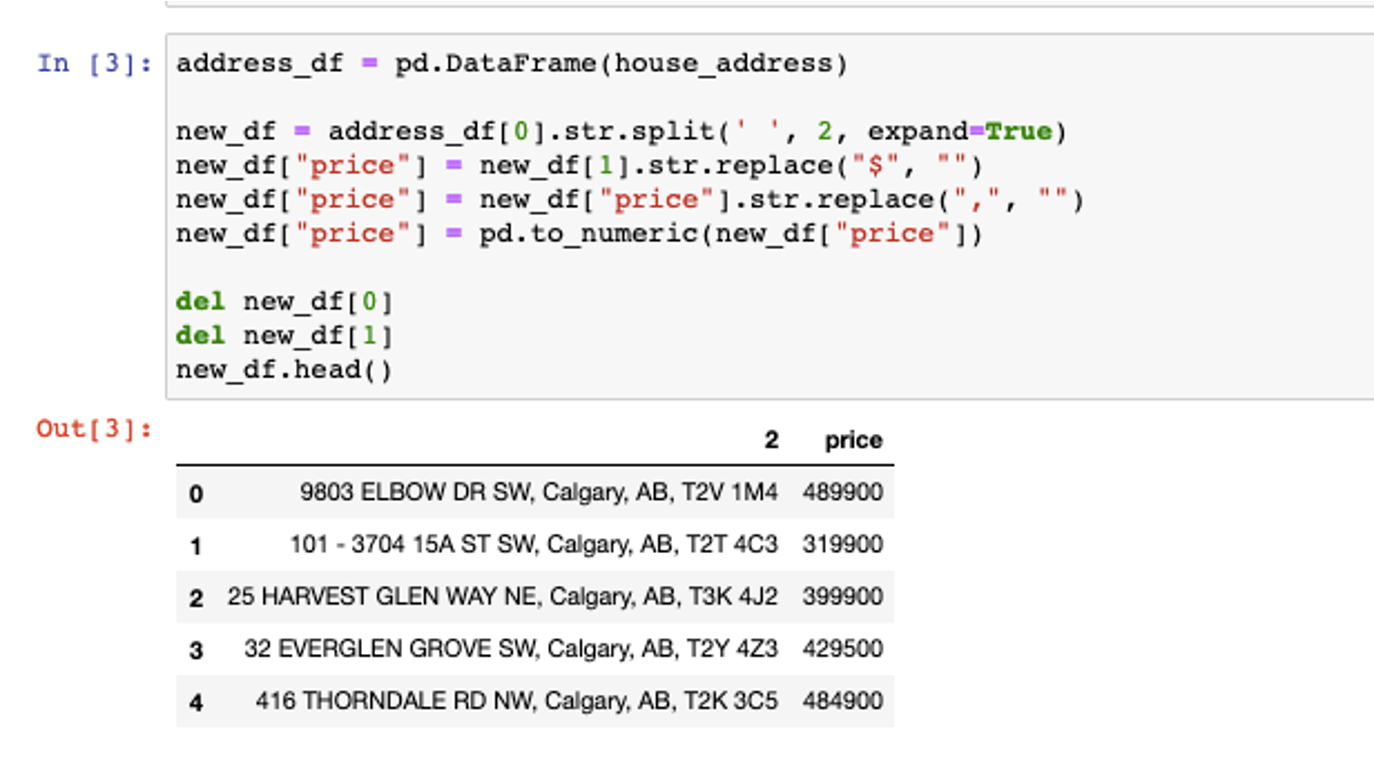 In [3]: address_df = pd.DataFrame(house_address)
new_df = address_df[0].str.split(' ', 2, expand=True)
new_df["price"] = new_df[1].str.replace("$", "")
new_df["price"] = new_df["price"].str.replace(",", "")
new_df["price"] = pd.to_numeric(new_df["price"])
del new_df[0]
del new_df[1]
new_df.head()
Out[3]:
2 price
0 9803 ELBOW DR SW, Calgary, AB, T2V 1M4 489900
1 101 - 3704 15A ST SW, Calgary, AB, T2T 4C3 319900
2 25 HARVEST GLEN WAY NE, Calgary, AB, T3K 4J2 399900
3 32 EVERGLEN GROVE SW, Calgary, AB, T2Y 4Z3 429500
4 416 THORNDALE RD NW, Calgary, AB, T2K 3C5 484900